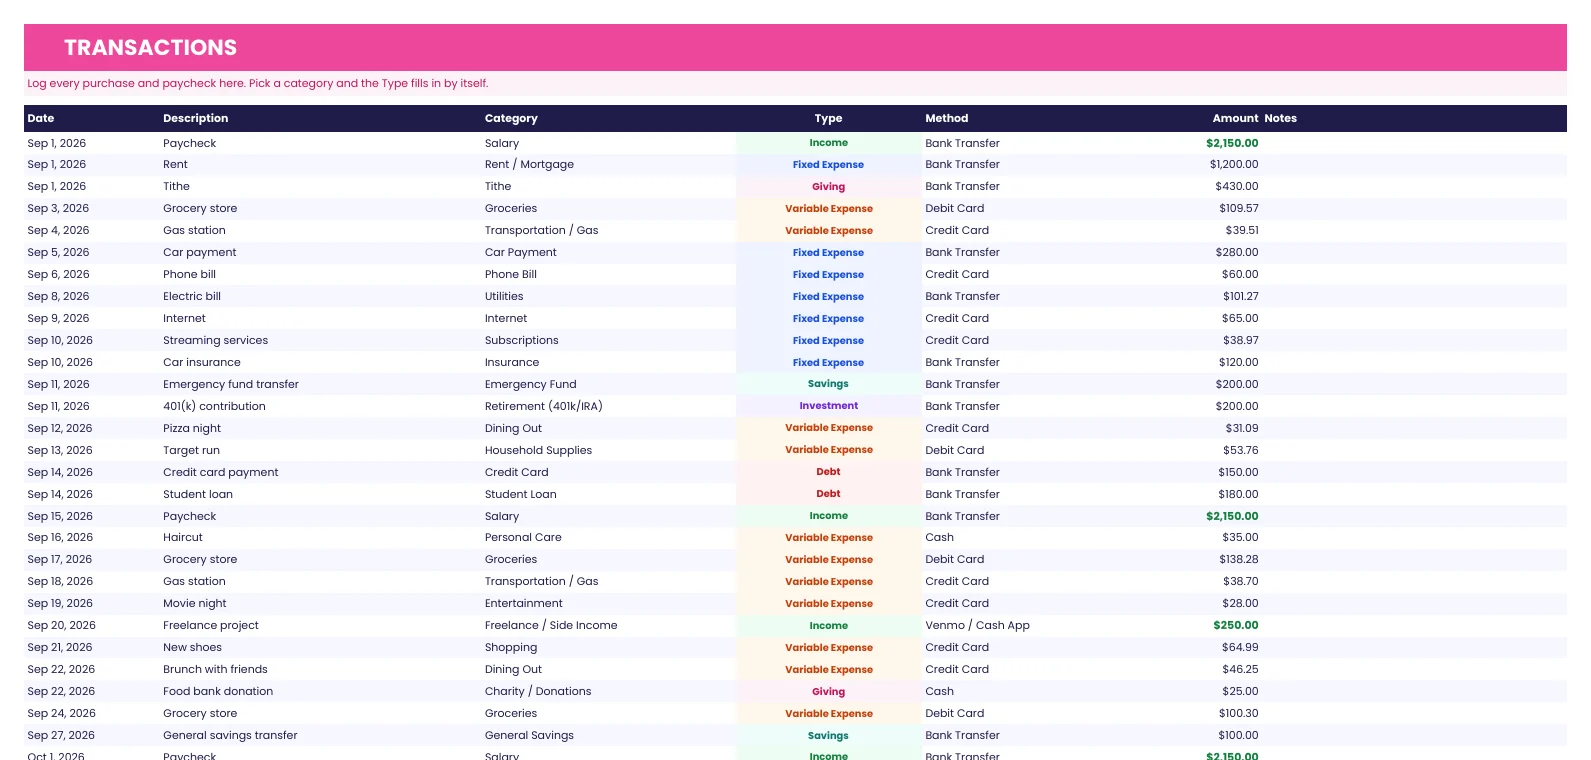 TRANSACTIONS
Log every purchase and paycheck here. Pick a category and the Type fills in by itself.
Date Description Category Type Method Amount Notes
Sep 1, 2026 Paycheck Salary Income Bank Transfer $2,150.00
Sep 1, 2026 Rent Rent / Mortgage Fixed Expense Bank Transfer $1,200.00
Sep 1, 2026 Tithe Tithe Giving Bank Transfer $430.00
Sep 3, 2026 Grocery store Groceries Variable Expense Debit Card $109.57
Sep 4, 2026 Gas station Transportation / Gas Variable Expense Credit Card $39.51
Sep 5, 2026 Car payment Car Payment Fixed Expense Bank Transfer $280.00
Sep 6, 2026 Phone bill Phone Bill Fixed Expense Credit Card $60.00
Sep 8, 2026 Electric bill Utilities Fixed Expense Bank Transfer $101.27
Sep 9, 2026 Internet Internet Fixed Expense Credit Card $65.00
Sep 10, 2026 Streaming services Subscriptions Fixed Expense Credit Card $38.97
Sep 10, 2026 Car insurance Insurance Fixed Expense Bank Transfer $120.00
Sep 11, 2026 Emergency fund transfer Emergency Fund Savings Bank Transfer $200.00
Sep 11, 2026 401(k) contribution Retirement (401k/IRA) Investment Bank Transfer $200.00
Sep 12, 2026 Pizza night Dining Out Variable Expense Credit Card $31.09
Sep 13, 2026 Target run Household Supplies Variable Expense Debit Card $53.76
Sep 14, 2026 Credit card payment Credit Card Debt Bank Transfer $150.00
Sep 14, 2026 Student loan Student Loan Debt Bank Transfer $180.00
Sep 15, 2026 Paycheck Salary Income Bank Transfer $2,150.00
Sep 16, 2026 Haircut Personal Care Variable Expense Cash $35.00
Sep 17, 2026 Grocery store Groceries Variable Expense Debit Card $138.28
Sep 18, 2026 Gas station Transportation / Gas Variable Expense Credit Card $38.70
Sep 19, 2026 Movie night Entertainment Variable Expense Credit Card $28.00
Sep 20, 2026 Freelance project Freelance / Side Income Income Venmo / Cash App $250.00
Sep 21, 2026 New shoes Shopping Variable Expense Credit Card $64.99
Sep 22, 2026 Brunch with friends Dining Out Variable Expense Credit Card $46.25
Sep 22, 2026 Food bank donation Charity / Donations Giving Cash $25.00
Sep 24, 2026 Grocery store Groceries Variable Expense Debit Card $100.30
Sep 27, 2026 General savings transfer General Savings Savings Bank Transfer $100.00
Oct 1, 2026 Paycheck Salary Income Bank Transfer $2,150.00